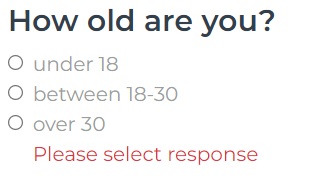 How old are you?
under 18
between 18-30
over 30
Please select response